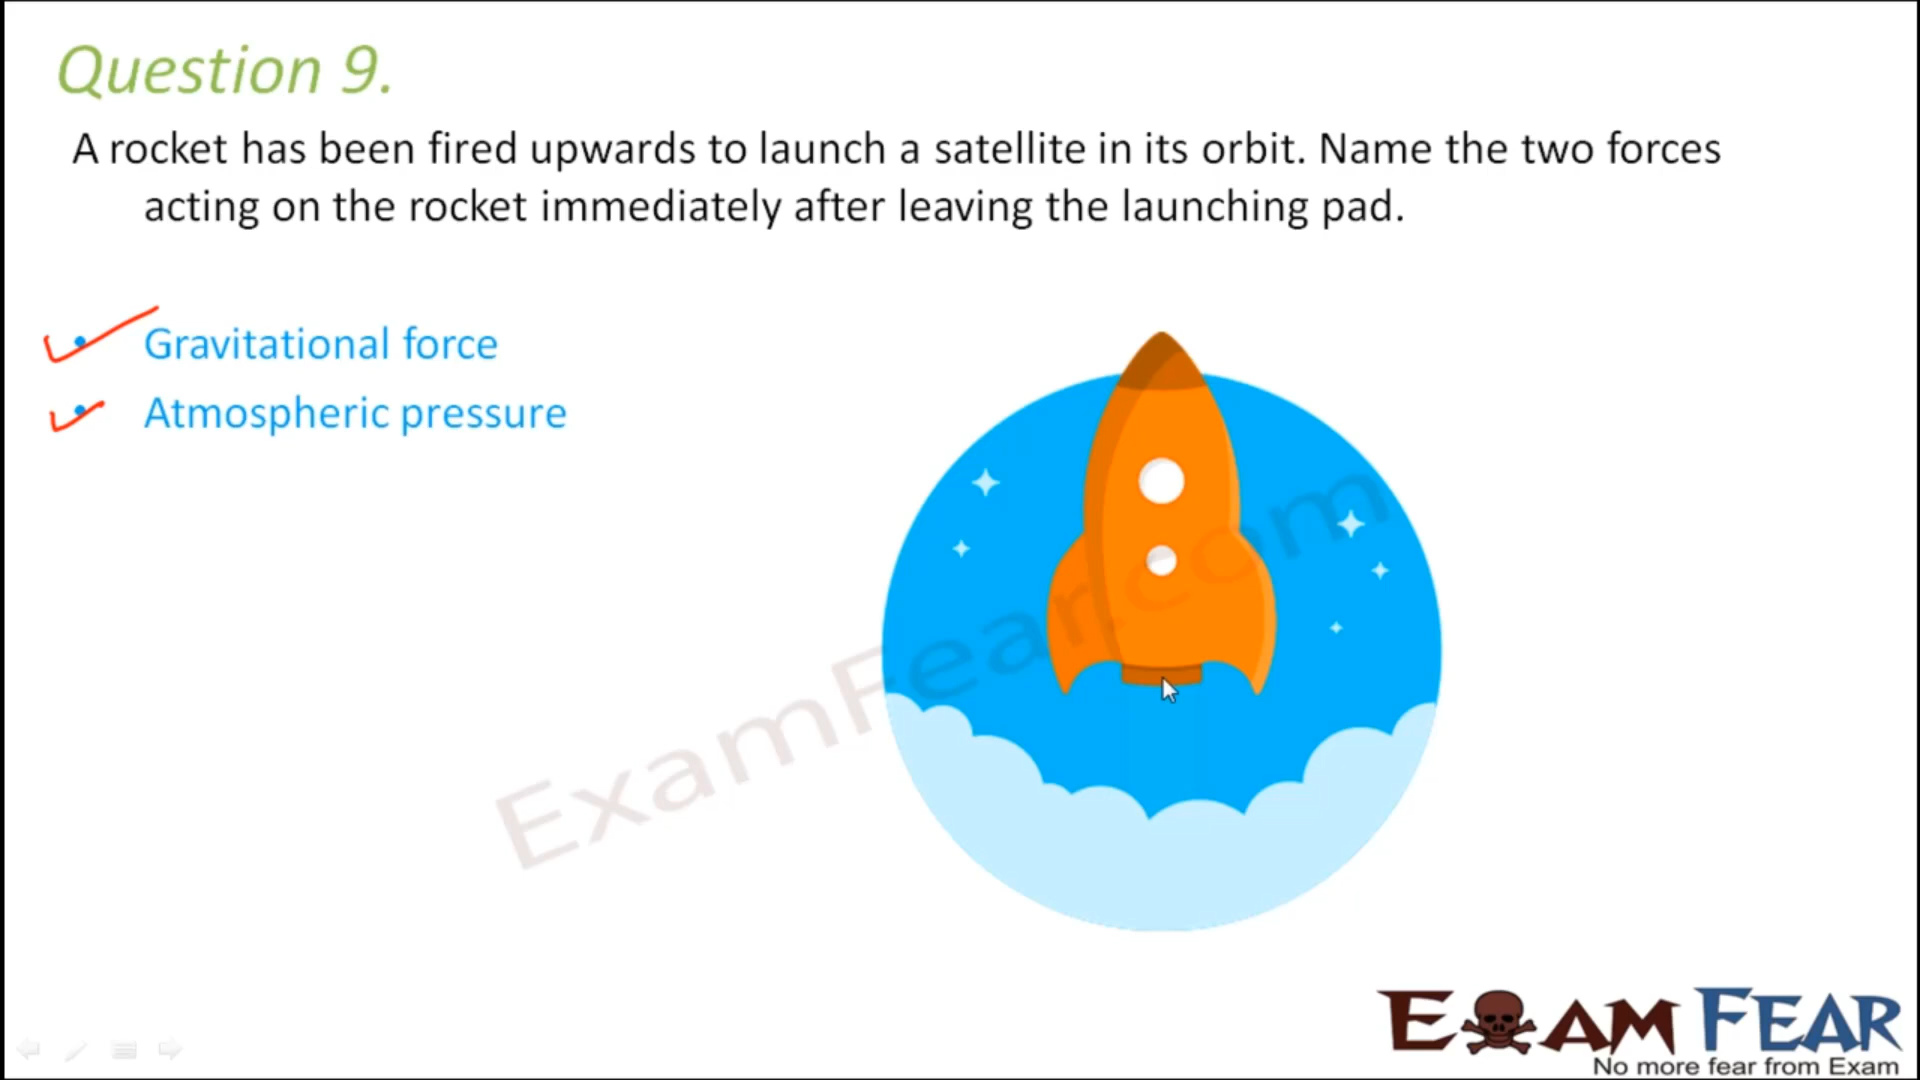 Question 9.
A rocket has been fired upwards to launch a satellite in its orbit. Name the two forces
acting on the rocket immediately after leaving the launching pad.
• Gravitational force
• Atmospheric pressure
ExamFear.com
EXAM FEAR
No more fear from Exam